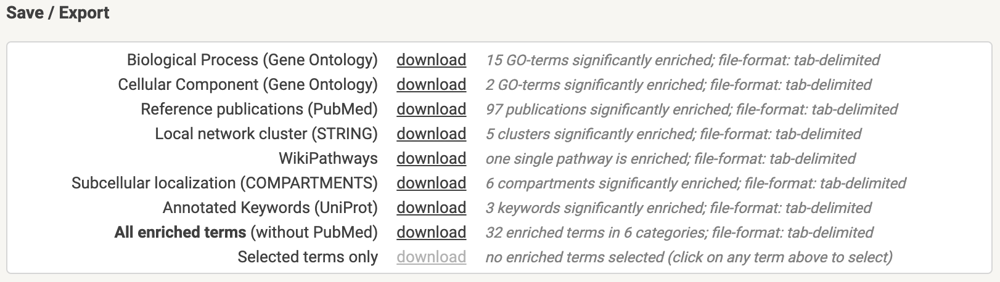 Save / Export
Biological Process (Gene Ontology) download 15 GO-terms significantly enriched; file-format: tab-delimited
Cellular Component (Gene Ontology) download 2 GO-terms significantly enriched; file-format: tab-delimited
Reference publications (PubMed) download 97 publications significantly enriched; file-format: tab-delimited
Local network cluster (STRING) download 5 clusters significantly enriched; file-format: tab-delimited
WikiPathways download one single pathway is enriched; file-format: tab-delimited
Subcellular localization (COMPARTMENTS) download 6 compartments significantly enriched; file-format: tab-delimited
Annotated Keywords (UniProt) download 3 keywords significantly enriched; file-format: tab-delimited
All enriched terms (without PubMed) download 32 enriched terms in 6 categories; file-format: tab-delimited
Selected terms only download no enriched terms selected (click on any term above to select)